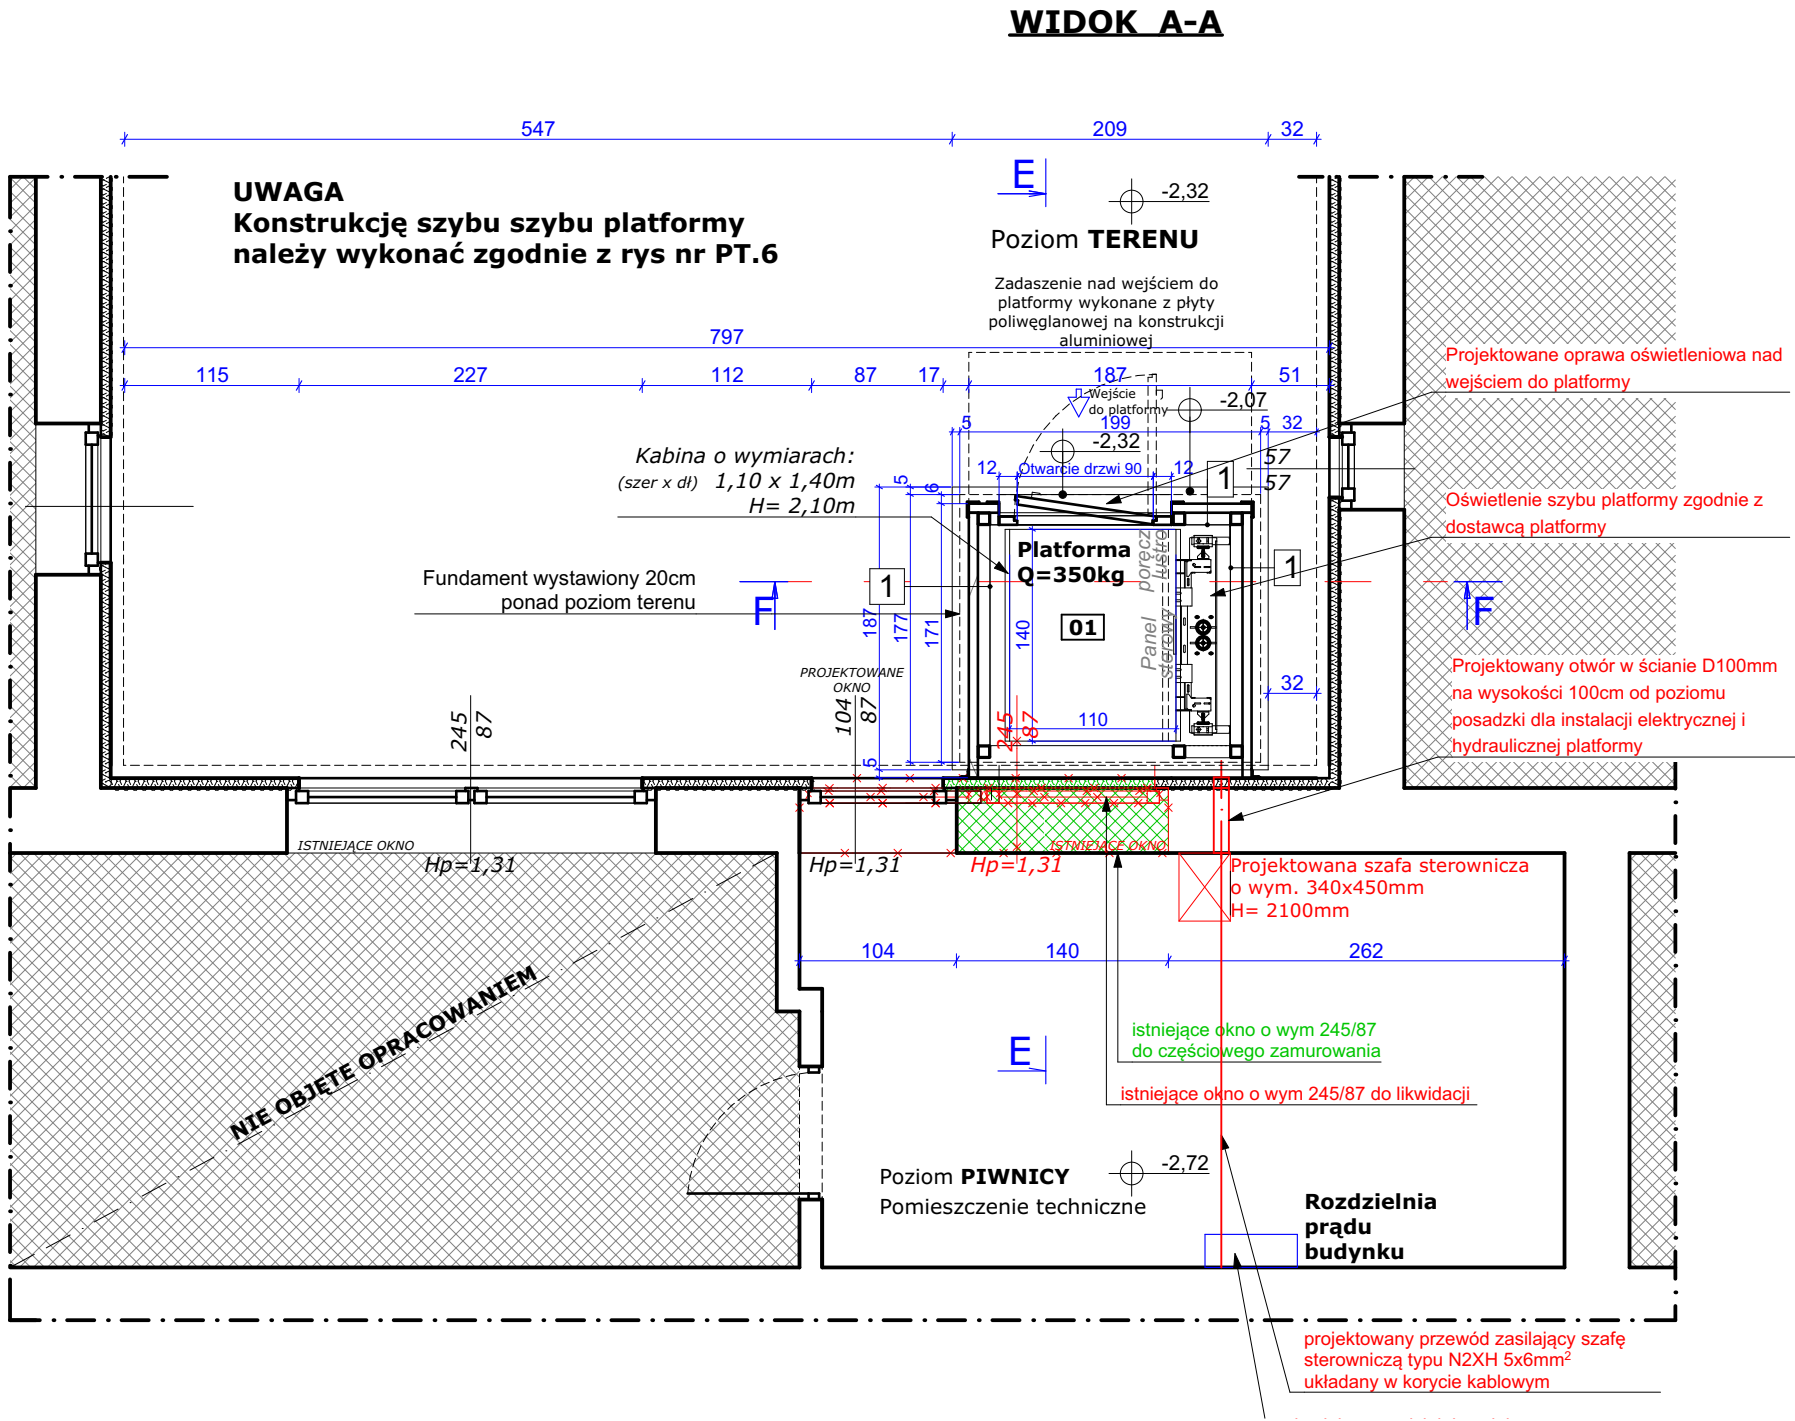 WIDOK A-A
547
209
32
UWAGA
Konstrukcję szybu szybu platformy
należy wykonać zgodnie z rys nr PT.6
E
-2,32
Poziom TERENU
Zadaszenie nad wejściem do
platformy wykonane z płyty
poliwęglanowej na konstrukcji
aluminiowej
797
115
227
112
87
17
187
51
Projektowane oprawa oświetleniowa nad
wejściem do platformy
Wejście
do platformy
-2,07
5
199
5
32
-2,32
Kabina o wymiarach:
(szer x dł) 1,10 x 1,40m
H= 2,10m
12
Otwarcie drzwi 90
12
1
57
57
5
6
Oświetlenie szybu platformy zgodnie z
dostawcą platformy
Platforma
Q=350kg
poręcz
lustro
Fundament wystawiony 20cm
ponad poziom terenu
1
1
F
F
187
177
171
140
01
Panel
sterowy
Projektowany otwór w ścianie D100mm
na wysokości 100cm od poziomu
posadzki dla instalacji elektrycznej i
hydraulicznej platformy
PROJEKTOWANE
OKNO
32
245
87
104
87
245
87
110
5
ISTNIEJĄCE OKNO
Hp=1,31
Hp=1,31
Hp=1,31
ISTNIEJĄCE OKNO
Projektowana szafa sterownicza
o wym. 340x450mm
H= 2100mm
104
140
262
NIE OBJĘTE OPRACOWANIEM
istniejące okno o wym 245/87
do częściowego zamurowania
E
istniejące okno o wym 245/87 do likwidacji
Poziom PIWNICY
Pomieszczenie techniczne
-2,72
Rozdzielnia
prądu
budynku
projektowany przewód zasilający szafę
sterowniczą typu N2XH 5x6mm²
układany w korycie kablowym